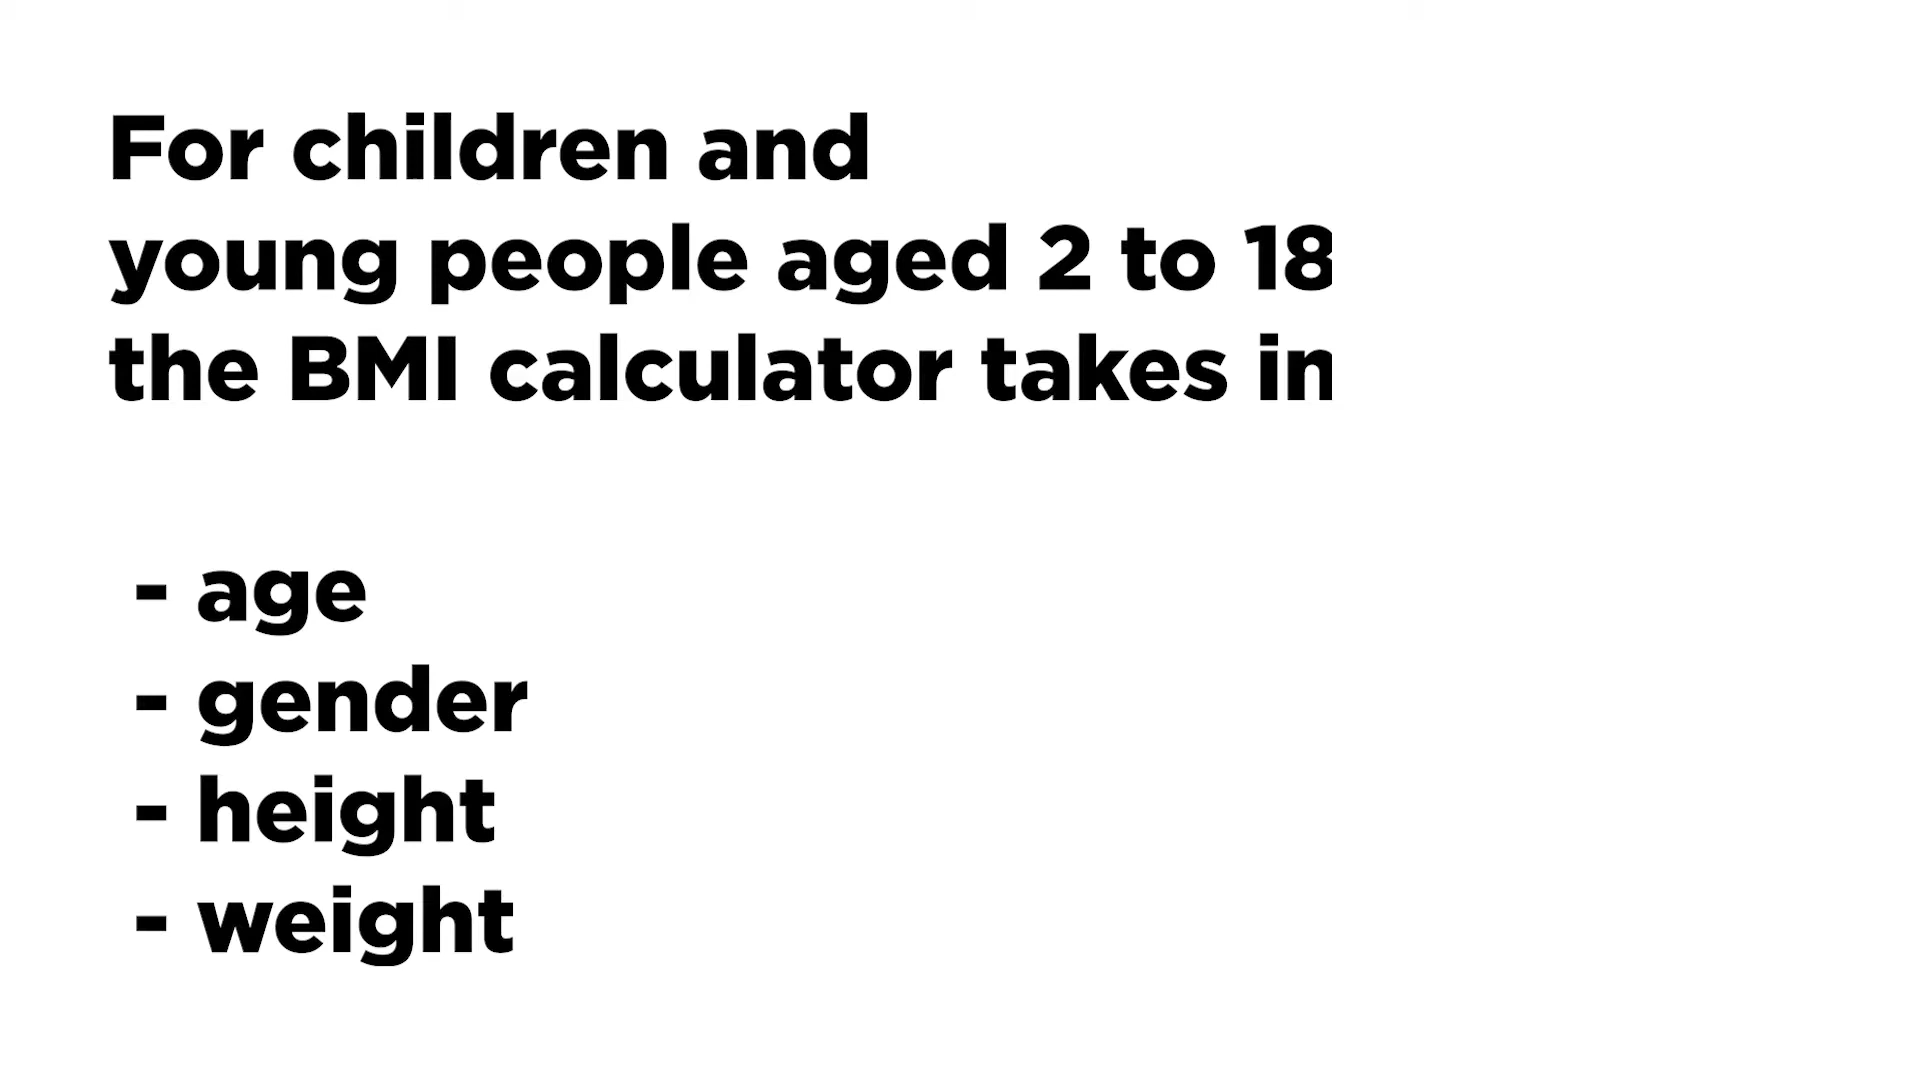 For children and
young people aged 2 to 18
the BMI calculator takes in
- age
- gender
- height
- weight